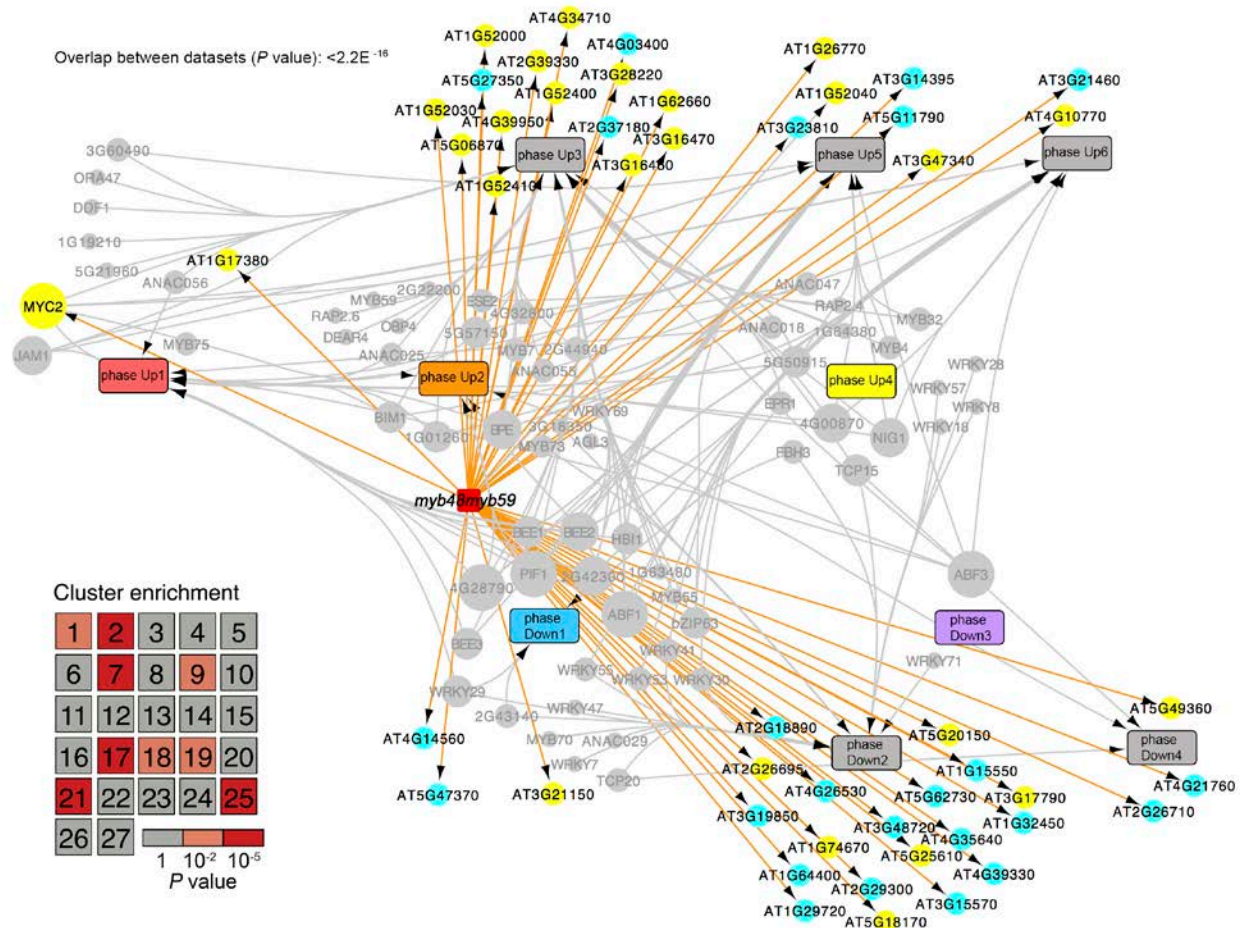 Overlap between datasets (P value): <2.2E -16
AT4G34710
AT1G52000
AT4G03400
AT1G26770
AT2G39330
AT5G27350
AT3G28220
AT3G14395
AT3G21460
AT1G52400
AT1G52040
AT1G62660
AT1G52030
AT4G39950
AT2G37180
AT3G23810
AT5G11790
AT4G10770
AT5G06870
AT3G16470
3G60490
phase Up3
phase Up5
phase Up6
AT3G16480
AT3G47340
ORA47
AT1G52410
DDF1
1G19210
AT1G17380
5G21960
ANAC056
ANAC047
2G22200
MYC2
MYB59
ESE2
RAP2.4
RAP2.6
4G32800
MYB32
OBP4
ANAC018
DEAR4
5G57150
1G64380
JAM1
MYB75
MYB7
2G44940
MYB4
ANAC025
5G50915
WRKY28
phase Up1
phase Up2
ANAC055
phase Up4
WRKY57
EPR1
WRKY8
WRKY69
BIM1
1G01260
BPE
3G16350
4G00870
WRKY18
MYB73
AGL3
NIG1
FBH3
TCP15
myb48myb59
BEE1
BEE2
HBI1
PIF1
2G42300
1G63480
ABF3
4G28790
MYB65
ABF1
bZIP63
phase
Down1
phase
Down3
BEE3
WRKY41
WRKY71
WRKY55
WRKY53
WRKY30
WRKY29
WRKY47
2G43140
AT5G49360
AT2G18890
AT5G20150
AT4G14560
MYB70
ANAC029
phase
Down2
phase
Down4
WRKY7
AT2G26695
AT1G15550
TCP20
AT4G21760
AT5G47370
AT3G21150
AT4G26530
AT5G62730
AT3G17790
AT2G26710
AT3G19850
AT3G48720
AT1G32450
AT1G74670
AT4G35640
AT5G25610
AT1G64400
AT4G39330
AT2G29300
AT1G29720
AT3G15570
AT5G18170
Cluster enrichment
1 2 3 4 5
6 7 8 9 10
11 12 13 14 15
16 17 18 19 20
21 22 23 24 25
26 27
1 10-2 10-5
P value